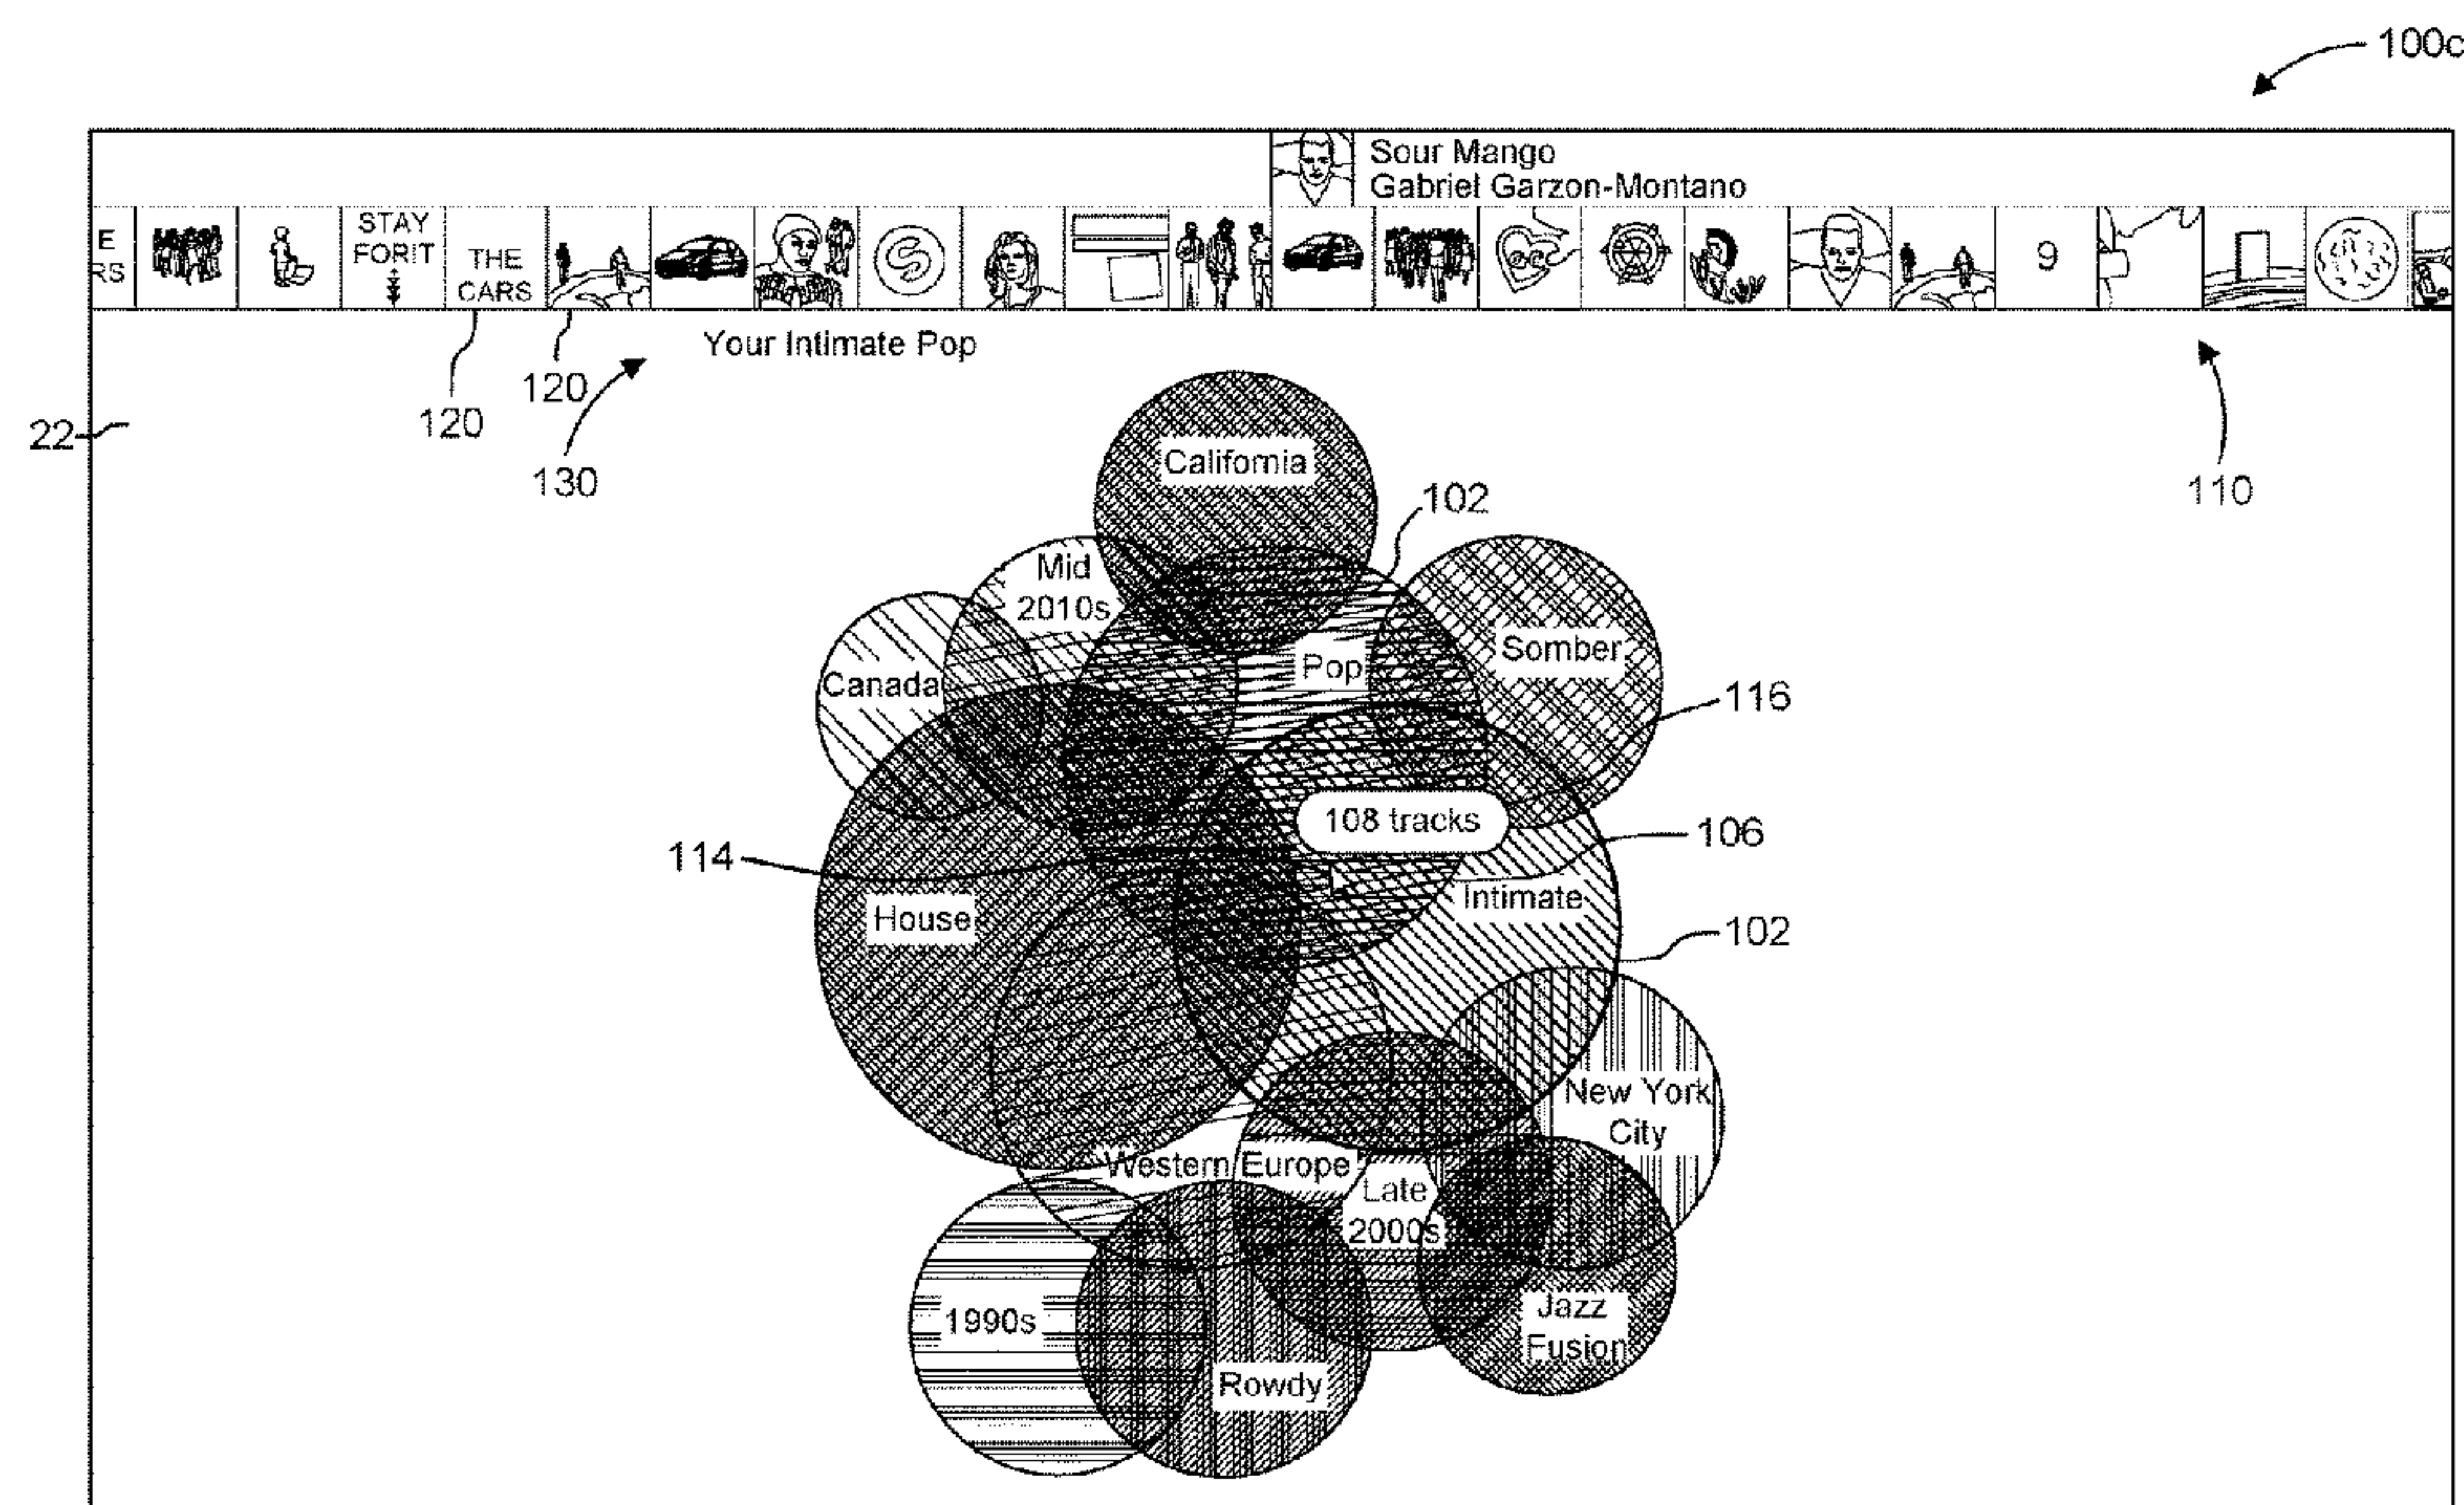 100c
Sour Mango
Gabriel Garzon-Montano
E
RS
STAY
FORIT
THE
CARS
9
Your Intimate Pop
120
120
22
130
110
California
102
Mid
2010s
Somber
Pop
Canada
116
108 tracks
106
114
Intimate
House
102
New York
City
Western Europe
Late
2000s
1990s
Jazz
Fusion
Rowdy